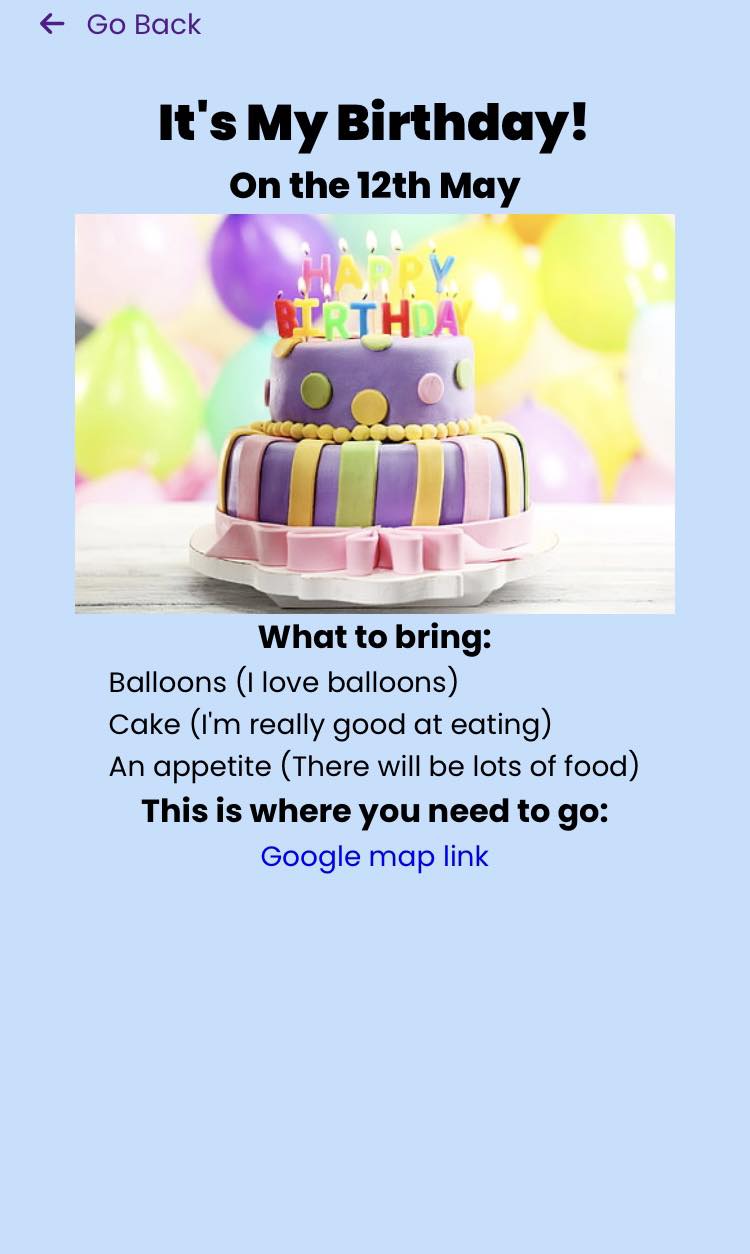 Go Back
It's My Birthday!
On the 12th May
HAPPY
BIRTHDAY
What to bring:
Balloons (I love balloons)
Cake (I'm really good at eating)
An appetite (There will be lots of food)
This is where you need to go:
Google map link